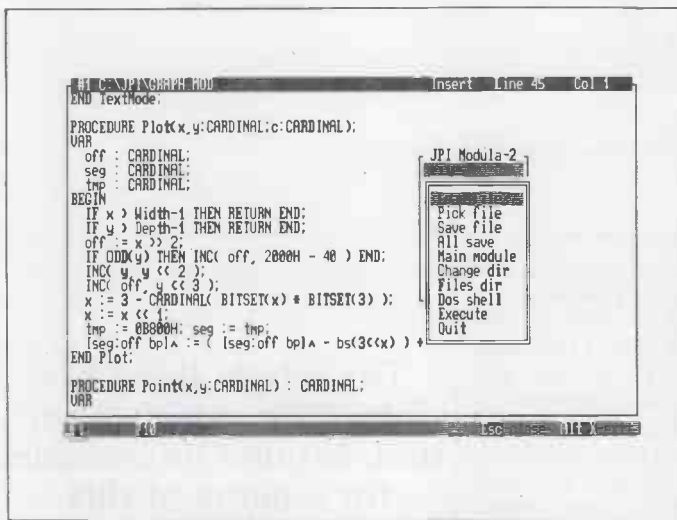 #1 C:\JPI\GRAPH.MOD Insert Line 45 Col 1
END TextMode;
PROCEDURE Plot(x,y:CARDINAL;c:CARDINAL);
VAR
off : CARDINAL;
seg : CARDINAL;
tmp : CARDINAL;
BEGIN
IF x > Width-1 THEN RETURN END;
IF y > Depth-1 THEN RETURN END;
off := x >> 2;
IF ODD(y) THEN INC( off, 2000H - 40 ) END;
INC( y, y << 2 );
INC( off, y << 3 );
x := 3 - CARDINAL( BITSET(x) * BITSET(3) );
x := x << 1;
tmp := 0B800H; seg := tmp;
[seg:off bp]^ := ( [seg:off bp]^ - bs(3<<x) ) +
END Plot;
PROCEDURE Point(x,y:CARDINAL) : CARDINAL;
VAR
JPI Modula-2
Pick file
Save file
All save
Main module
Change dir
Files dir
Dos shell
Execute
Quit
Alt X